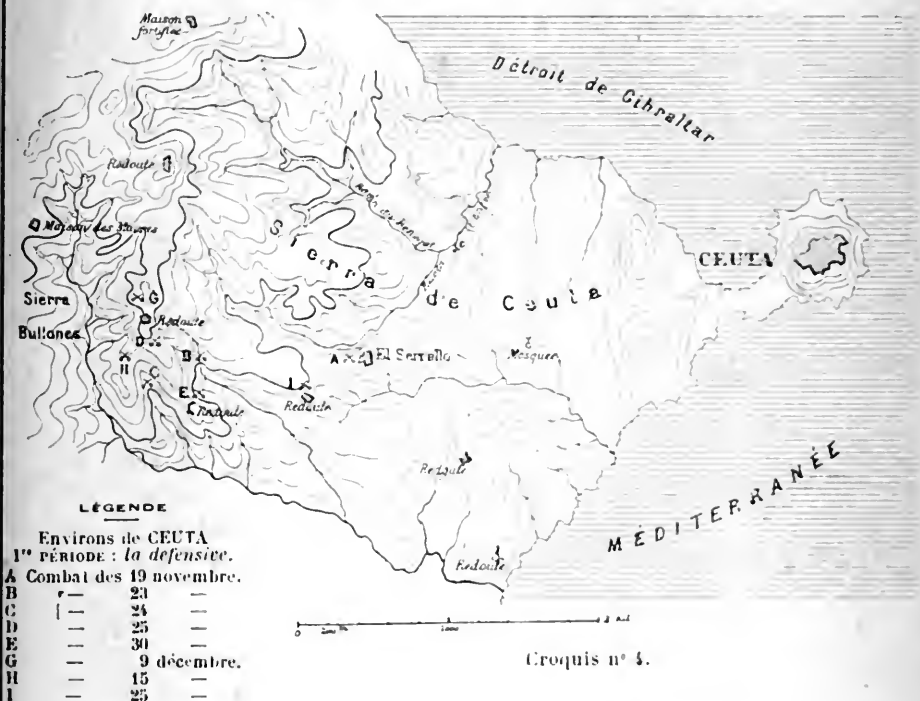 Maison
fortifiée
Détroit de Gibraltar
Redoute
Maison des
Sierra de Ceuta
CEUTA
Sierra
Bullones
G
Redoute
D
B
H
C
E
A
El Serrallo
Mosquée
I
Redoute
Redoute
Redoute
MÉDITERRANÉE
LÉGENDE
Environs de CEUTA
1re PÉRIODE : la défensive.
A Combat des 19 novembre.
B — 23 —
C — 24 —
D — 25 —
E — 30 —
G — 9 décembre.
H — 15 —
I — 25 —
0 1000
Croquis n°